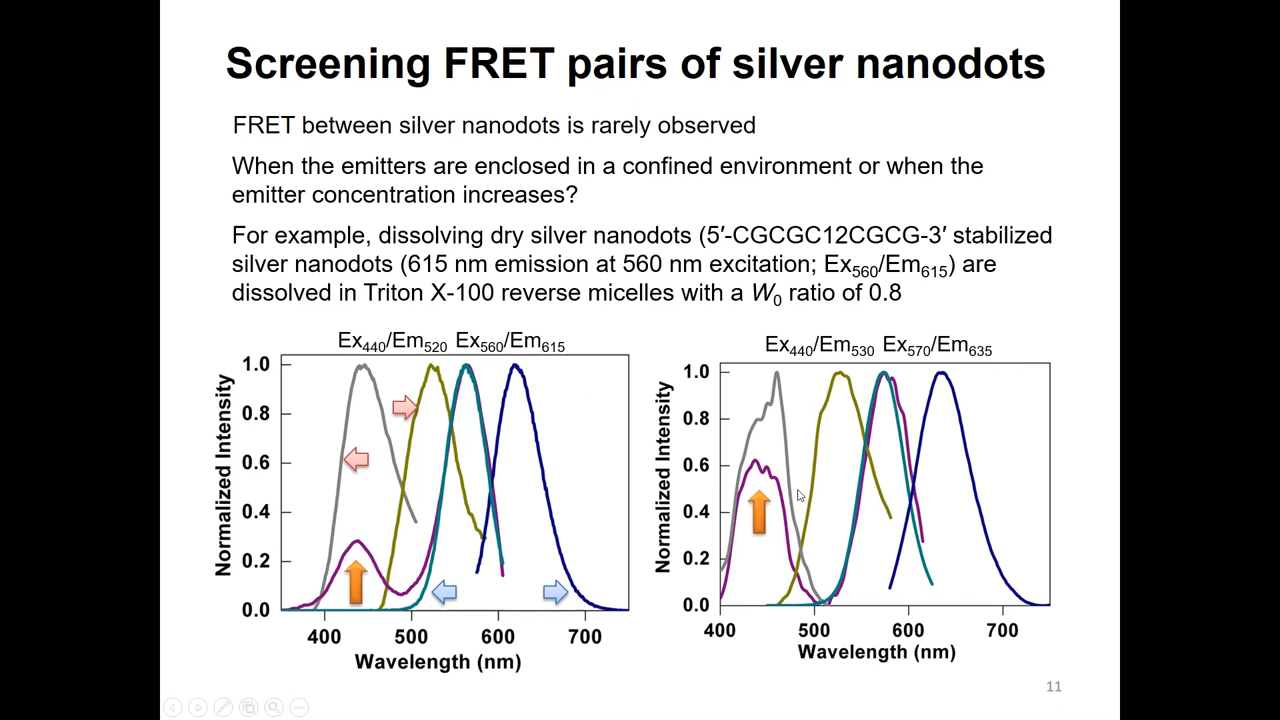 Screening FRET pairs of silver nanodots
FRET between silver nanodots is rarely observed
When the emitters are enclosed in a confined environment or when the
emitter concentration increases?
For example, dissolving dry silver nanodots (5′-CGCGC12CGCG-3′ stabilized
silver nanodots (615 nm emission at 560 nm excitation; Ex560/Em615) are
dissolved in Triton X-100 reverse micelles with a W0 ratio of 0.8
Ex440/Em520 Ex560/Em615
1.0
0.8
0.6
0.4
0.2
0.0
Normalized Intensity
400 500 600 700
Wavelength (nm)
Ex440/Em530 Ex570/Em635
1.0
0.8
0.6
0.4
0.2
0.0
Normalized Intensity
400 500 600 700
Wavelength (nm)
11